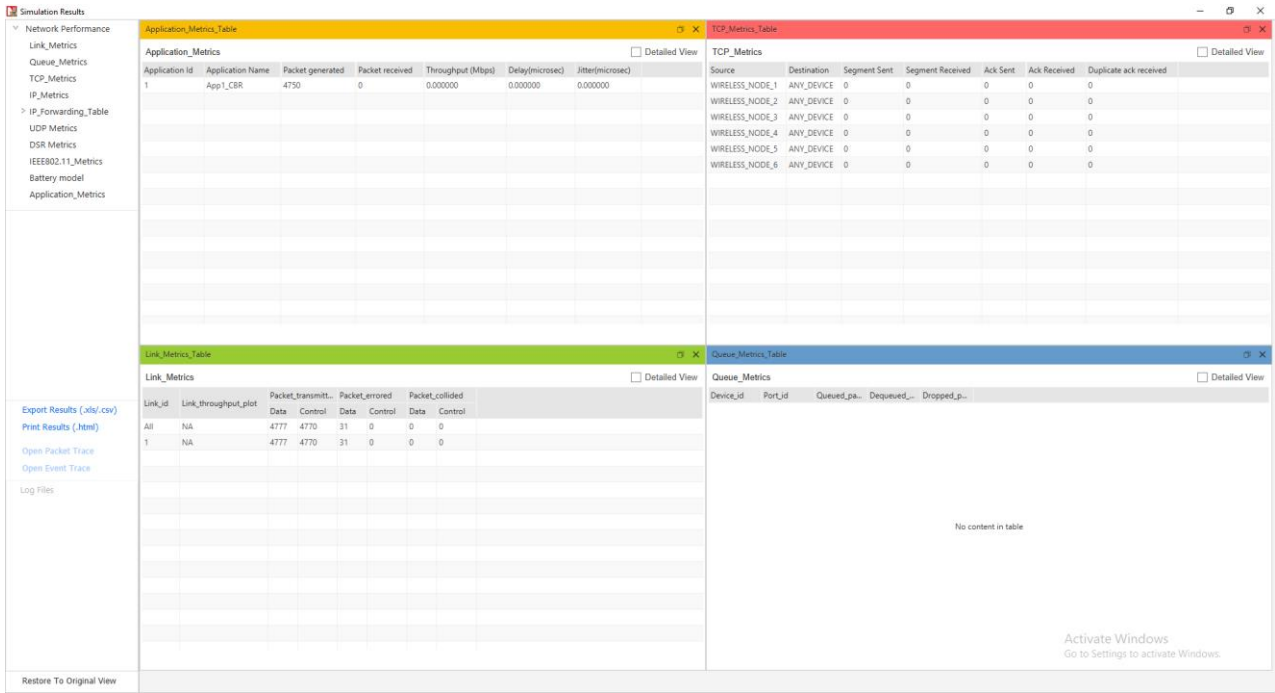 Simulation Results
Network Performance
Link_Metrics
Queue_Metrics
TCP_Metrics
IP_Metrics
IP_Forwarding_Table
UDP Metrics
DSR Metrics
IEEE802.11_Metrics
Battery model
Application_Metrics
Export Results (.xls/.csv)
Print Results (.html)
Open Packet Trace
Open Event Trace
Log Files
Restore To Original View
Application_Metrics_Table
Application_Metrics Detailed View
Application Id Application Name Packet generated Packet received Throughput (Mbps) Delay(microsec) Jitter(microsec)
1 App1_CBR 4750 0 0.000000 0.000000 0.000000
TCP_Metrics_Table
TCP_Metrics Detailed View
Source Destination Segment Sent Segment Received Ack Sent Ack Received Duplicate ack received
WIRELESS_NODE_1 ANY_DEVICE 0 0 0 0 0
WIRELESS_NODE_2 ANY_DEVICE 0 0 0 0 0
WIRELESS_NODE_3 ANY_DEVICE 0 0 0 0 0
WIRELESS_NODE_4 ANY_DEVICE 0 0 0 0 0
WIRELESS_NODE_5 ANY_DEVICE 0 0 0 0 0
WIRELESS_NODE_6 ANY_DEVICE 0 0 0 0 0
Link_Metrics_Table
Link_Metrics Detailed View
Link_id Link_throughput_plot Packet_transmitt... Packet_errored Packet_collided
Data Control Data Control Data Control
All NA 4777 4770 31 0 0 0
1 NA 4777 4770 31 0 0 0
Queue_Metrics_Table
Queue_Metrics Detailed View
Device_id Port_id Queued_pa... Dequeued_... Dropped_p...
No content in table
Activate Windows
Go to Settings to activate Windows.